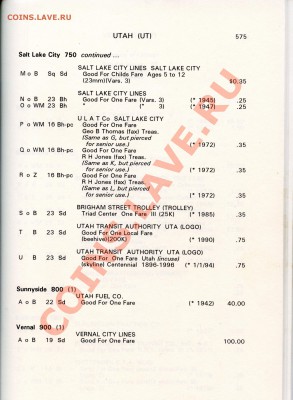 COINS.LAVE.RU
UTAH (UT) 575
Salt Lake City 750 continued ...
SALT LAKE CITY LINES SALT LAKE CITY
M o B Sq Sd Good For Childs Fare Ages 5 to 12
(23mm)(Vars. 3) $0.35
SALT LAKE CITY LINES
N o B 23 Bh Good For One Fare (Vars. 3) (* 1945) .25
O o WM 23 Bh " (* 1947) .25
U L A T Co SALT LAKE CITY
P o WM 16 Bh-pc Good For One Fare
Geo B Thomas (fax) Treas.
(Same as G, but pierced
for senior use.) (* 1972) .35
Q o WM 16 Bh-pc Good For One Fare
R H Jones (fax) Treas.
(Same as K, but pierced
for senior use.) (* 1972) .35
R o Z 16 Bh-pc Good For One Fare
R H Jones (fax) Treas.
(Same as L, but pierced
for senior use.) (* 1972) .35
BRIGHAM STREET TROLLEY (TROLLEY)
S o B 23 Sd Triad Center One Fare III (25K) (* 1985) .35
UTAH TRANSIT AUTHORITY UTA (LOGO)
T B 23 Sd Good For One Local Fare
(beehive)(200K) (* 1990) .75
UTAH TRANSIT AUTHORITY UTA (LOGO)
U B 23 Sd Good For One Fare Utah (incuse)
(skyline) Centennial 1896-1996 (* 1/1/94) .75
Sunnyside 800 (1)
UTAH FUEL CO.
A o B 22 Sd Good For One Fare (* 1942) 40.00
Vernal 900 (1)
VERNAL CITY LINES
A o B 19 Sd Good For One Fare 100.00